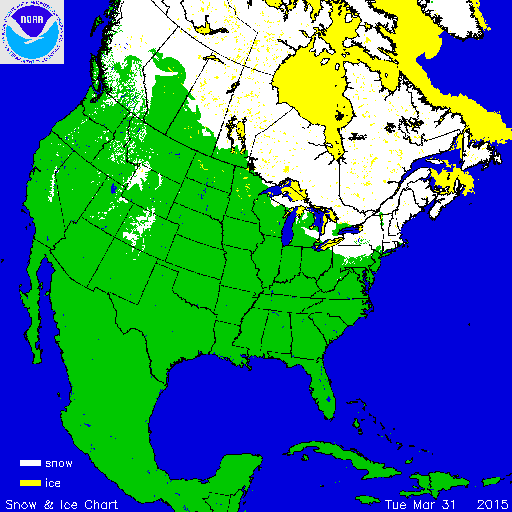 NOAA
snow
ice
Snow & Ice Chart
Tue Mar 31 2015